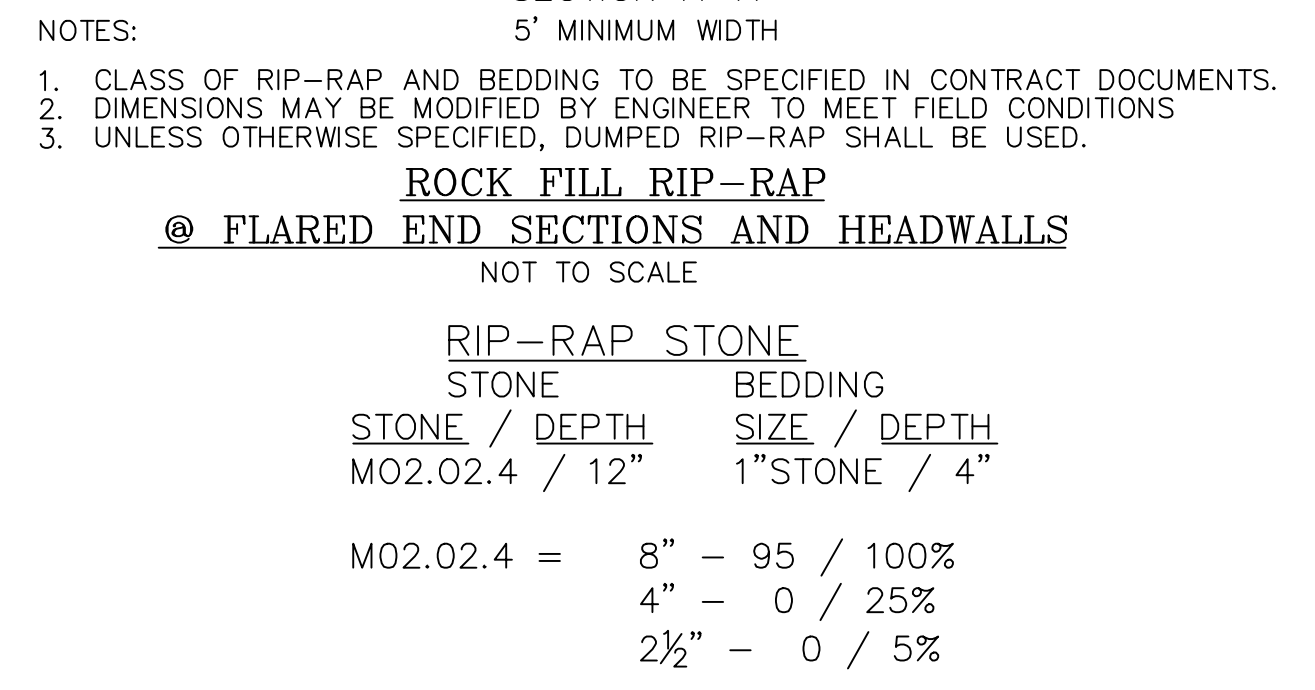 NOTES:
5' MINIMUM WIDTH
1. CLASS OF RIP-RAP AND BEDDING TO BE SPECIFIED IN CONTRACT DOCUMENTS.
2. DIMENSIONS MAY BE MODIFIED BY ENGINEER TO MEET FIELD CONDITIONS
3. UNLESS OTHERWISE SPECIFIED, DUMPED RIP-RAP SHALL BE USED.
ROCK FILL RIP-RAP
@ FLARED END SECTIONS AND HEADWALLS
NOT TO SCALE
RIP-RAP STONE
STONE BEDDING
STONE / DEPTH SIZE / DEPTH
M02.02.4 / 12" 1"STONE / 4"
M02.02.4 = 8" - 95 / 100%
4" - 0 / 25%
2½" - 0 / 5%